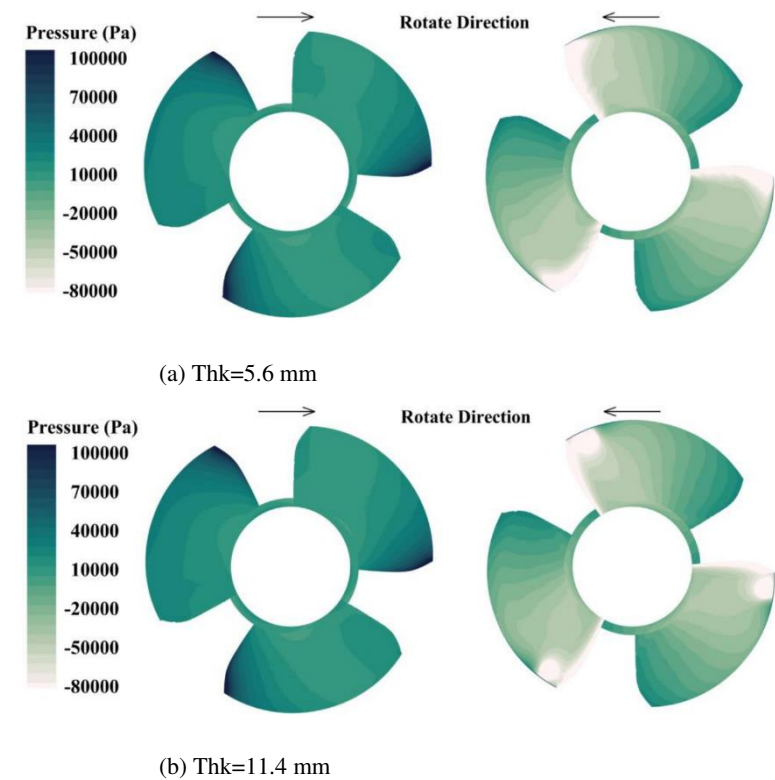 Rotate Direction
Pressure (Pa)
100000
70000
40000
10000
-20000
-50000
-80000
(a) Thk=5.6 mm
Rotate Direction
Pressure (Pa)
100000
70000
40000
10000
-20000
-50000
-80000
(b) Thk=11.4 mm